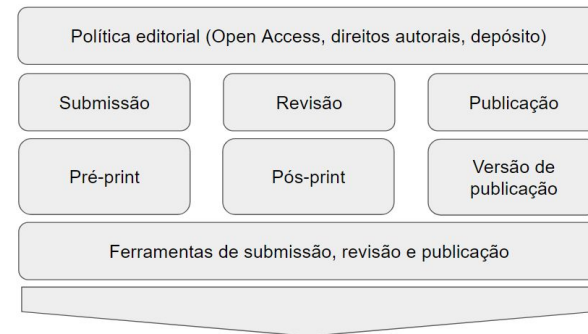 Política editorial (Open Access, direitos autorais, depósito)
Submissão
Revisão
Publicação
Pré-print
Pós-print
Versão de
publicação
Ferramentas de submissão, revisão e publicação